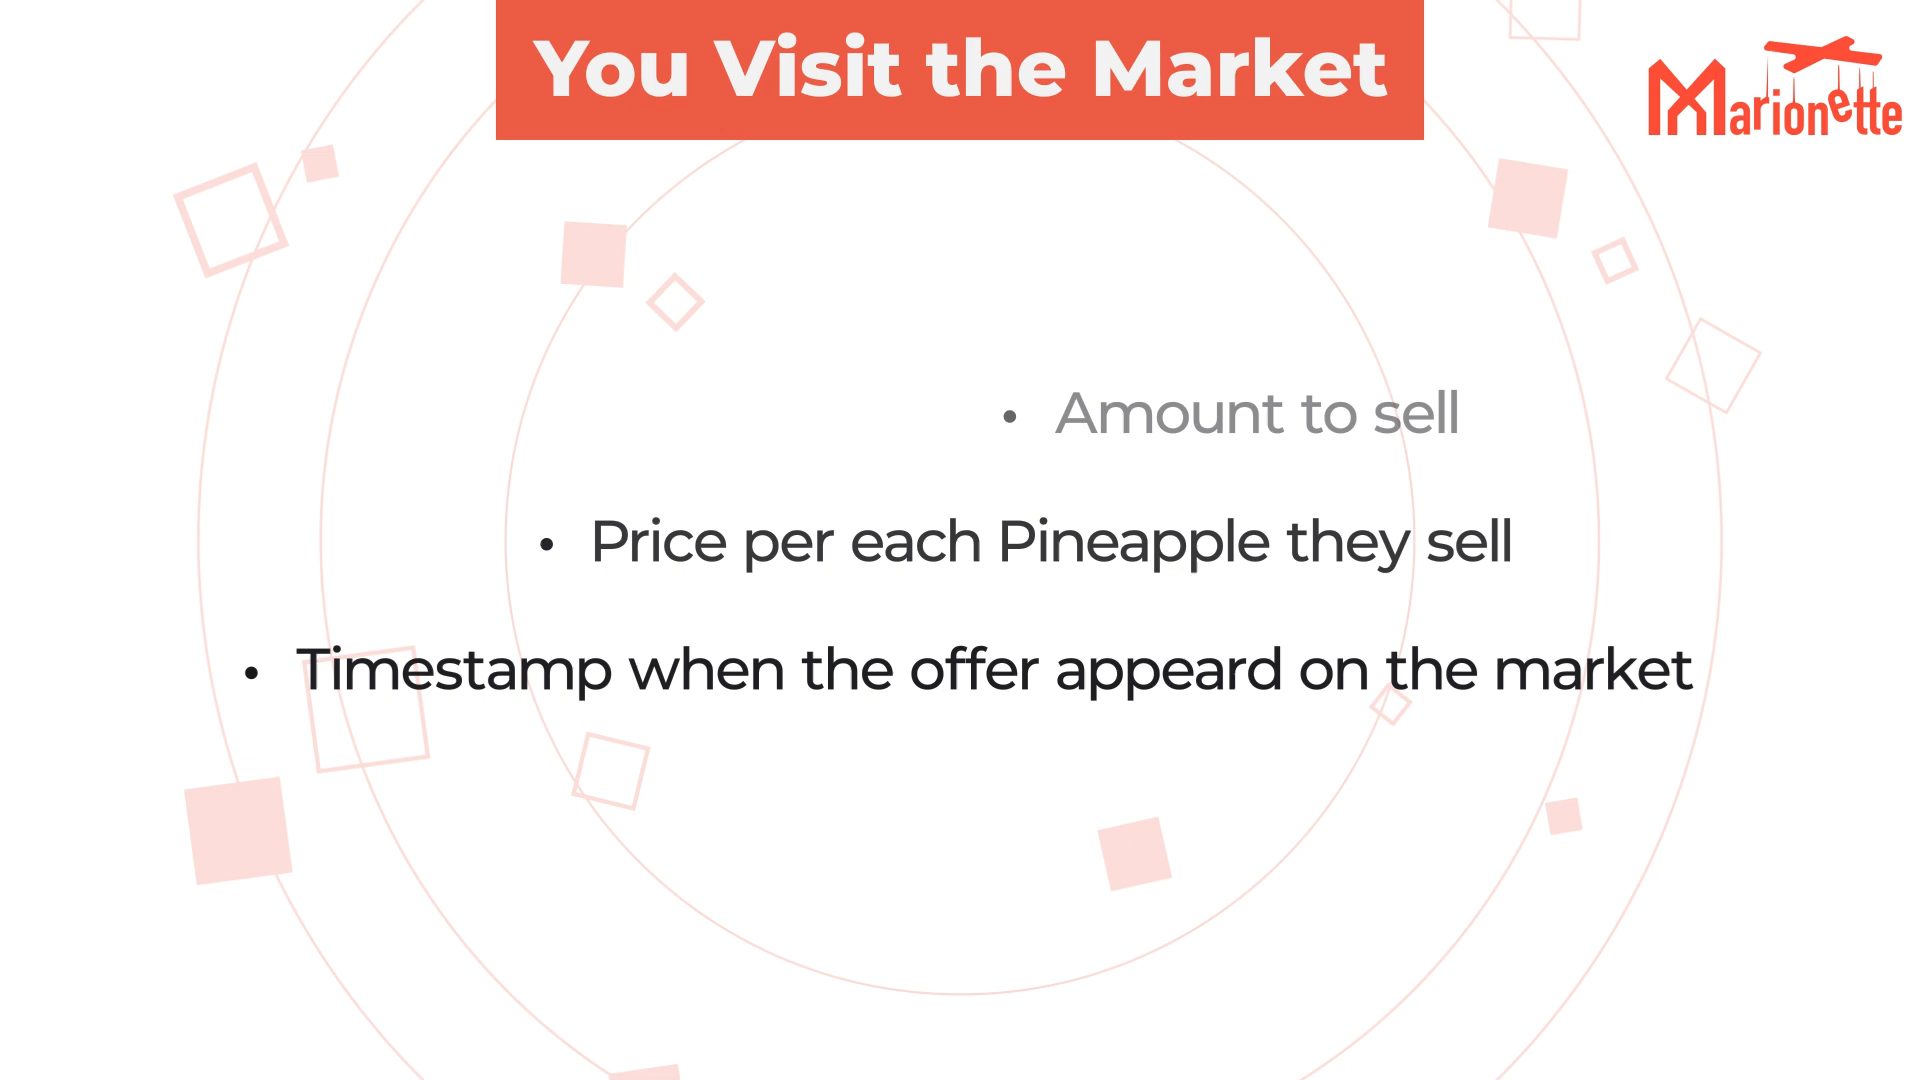 You Visit the Market
Marionette
• Amount to sell
• Price per each Pineapple they sell
• Timestamp when the offer appeard on the market